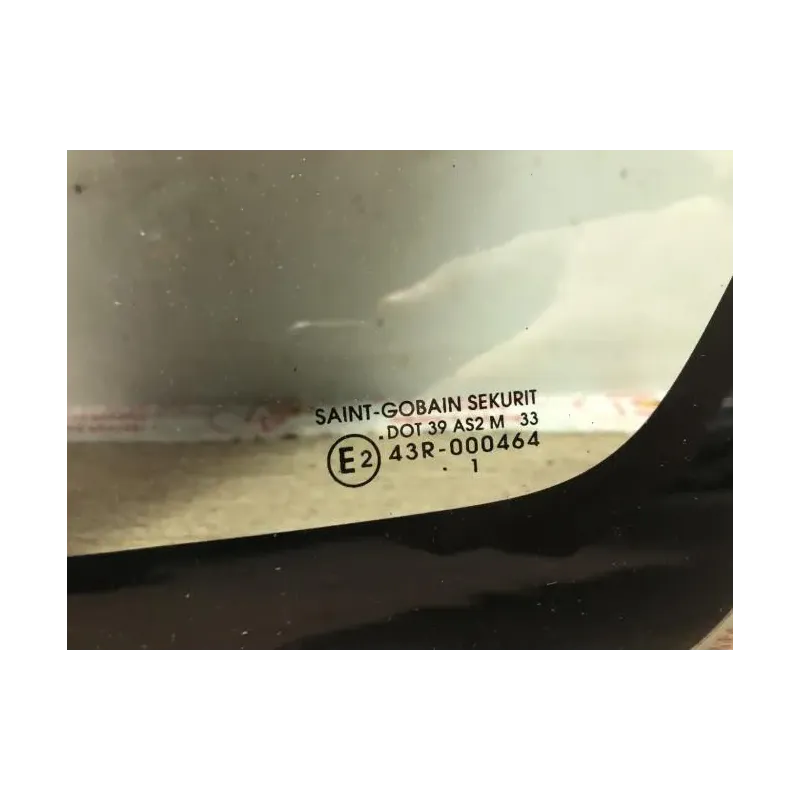 SAINT-GOBAIN SEKURIT
.DOT 39 AS2 M 33
E2 43R-000464
. 1